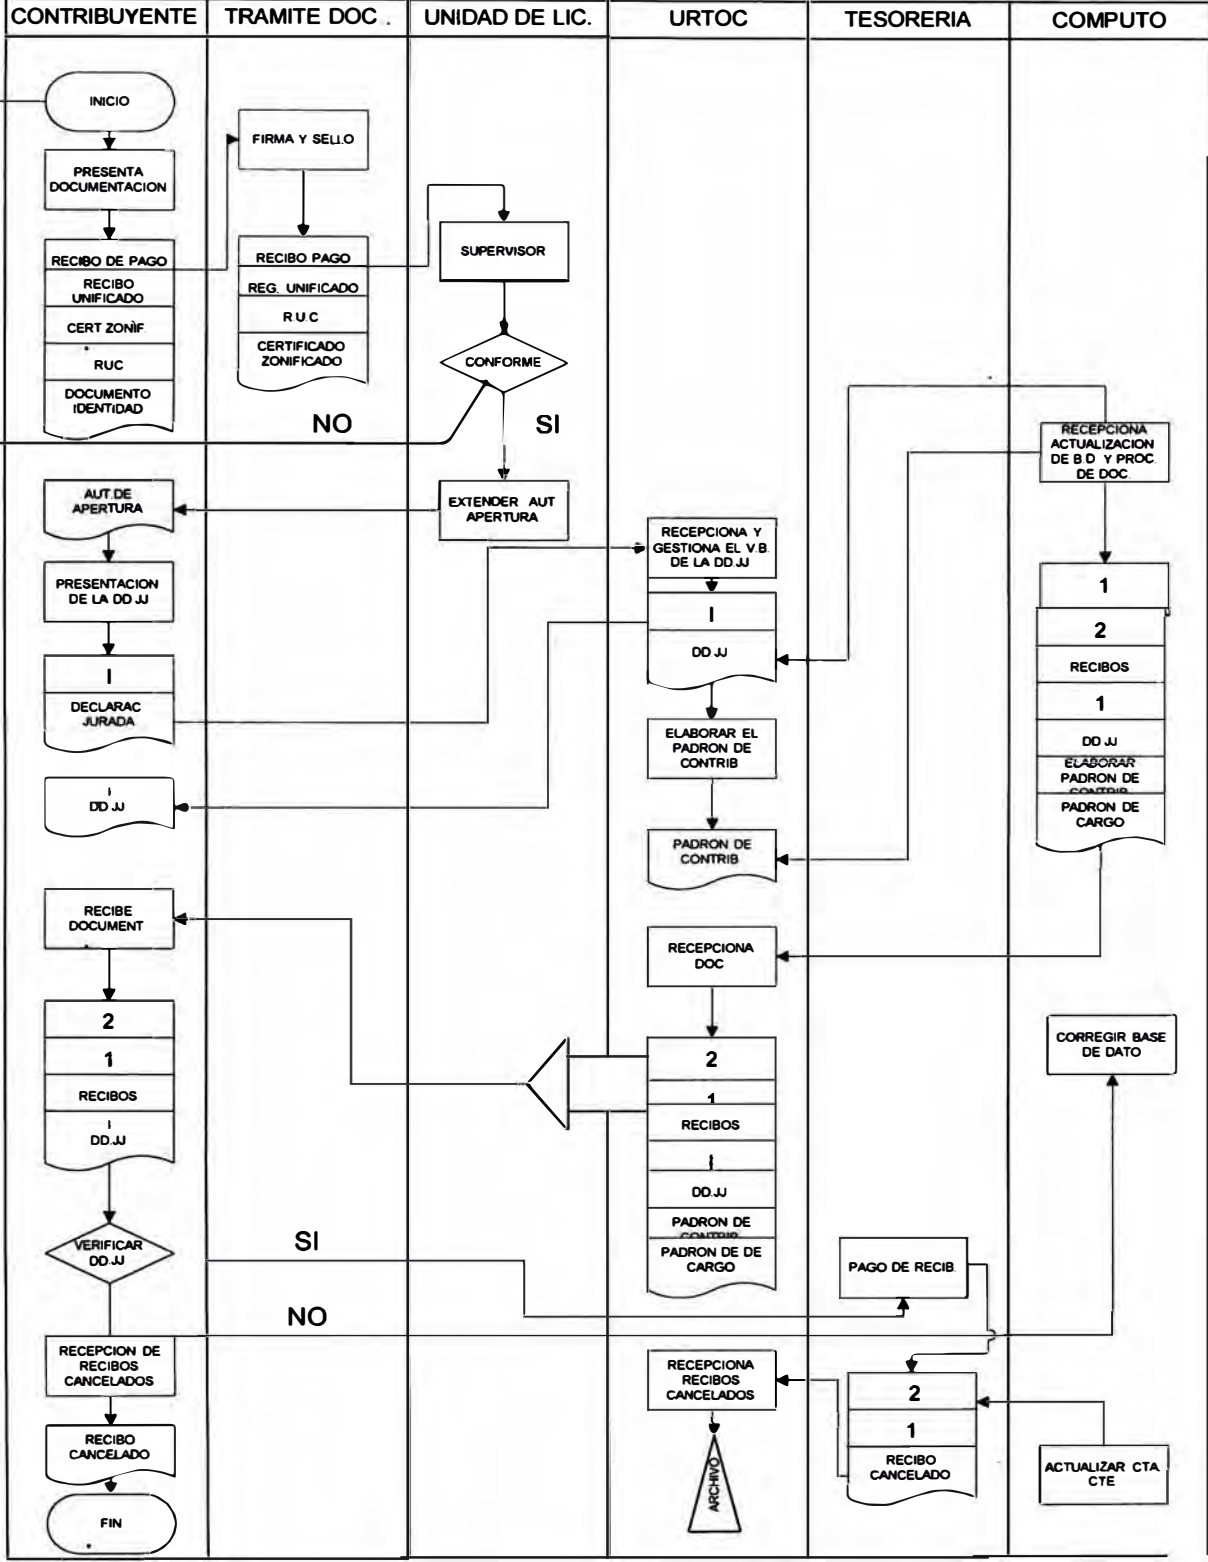 CONTRIBUYENTE
TRAMITE DOC .
UNIDAD DE LIC.
URTOC
TESORERIA
COMPUTO
INICIO
PRESENTA
DOCUMENTACION
RECIBO DE PAGO
RECIBO
UNIFICADO
CERT ZONIF
RUC
DOCUMENTO
IDENTIDAD
FIRMA Y SELLO
RECIBO PAGO
REG. UNIFICADO
R U.C
CERTIFICADO
ZONIFICADO
SUPERVISOR
CONFORME
NO
SI
EXTENDER AUT
APERTURA
AUT.DE
APERTURA
PRESENTACION
DE LA DD JJ
I
DECLARAC
JURADA
I
DD.JJ
RECEPCIONA Y
GESTIONA EL V.B.
DE LA DD.JJ
I
DD JJ
ELABORAR EL
PADRON DE
CONTRIB
PADRON DE
CONTRIB
RECEPCIONA
ACTUALIZACION
DE B D Y PROC.
DE DOC.
1
2
RECIBOS
1
DD JJ
ELABORAR
PADRON DE
CONTRIB
PADRON DE
CARGO
RECIBE
DOCUMENT
2
1
RECIBOS
I
DD.JJ
VERIFICAR
DD.JJ
SI
NO
RECEPCION DE
RECIBOS
CANCELADOS
RECIBO
CANCELADO
FIN
RECEPCIONA
DOC
2
1
RECIBOS
I
DD.JJ
PADRON DE
CONTRIB
PADRON DE DE
CARGO
RECEPCIONA
RECIBOS
CANCELADOS
ARCHIVO
PAGO DE RECIB.
2
1
RECIBO
CANCELADO
CORREGIR BASE
DE DATO
ACTUALIZAR CTA.
CTE